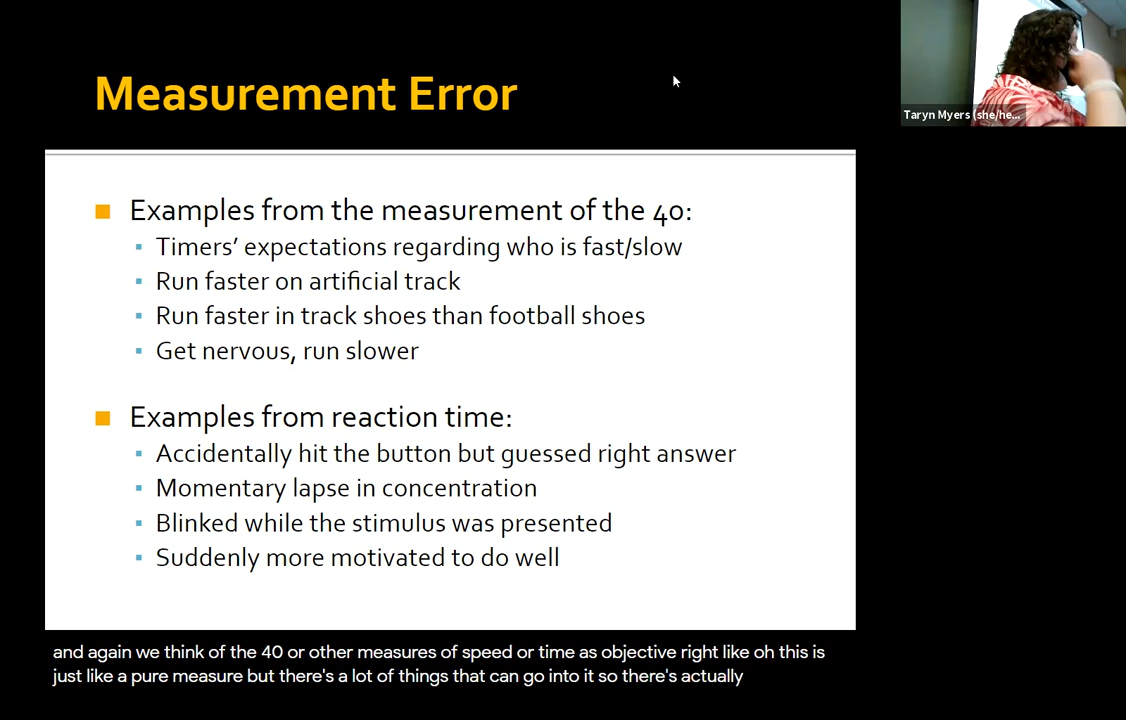 Measurement Error
Taryn Myers (she/he...
Examples from the measurement of the 40:
Timers' expectations regarding who is fast/slow
Run faster on artificial track
Run faster in track shoes than football shoes
Get nervous, run slower
Examples from reaction time:
Accidentally hit the button but guessed right answer
Momentary lapse in concentration
Blinked while the stimulus was presented
Suddenly more motivated to do well
and again we think of the 40 or other measures of speed or time as objective right like oh this is
just like a pure measure but there's a lot of things that can go into it so there's actually